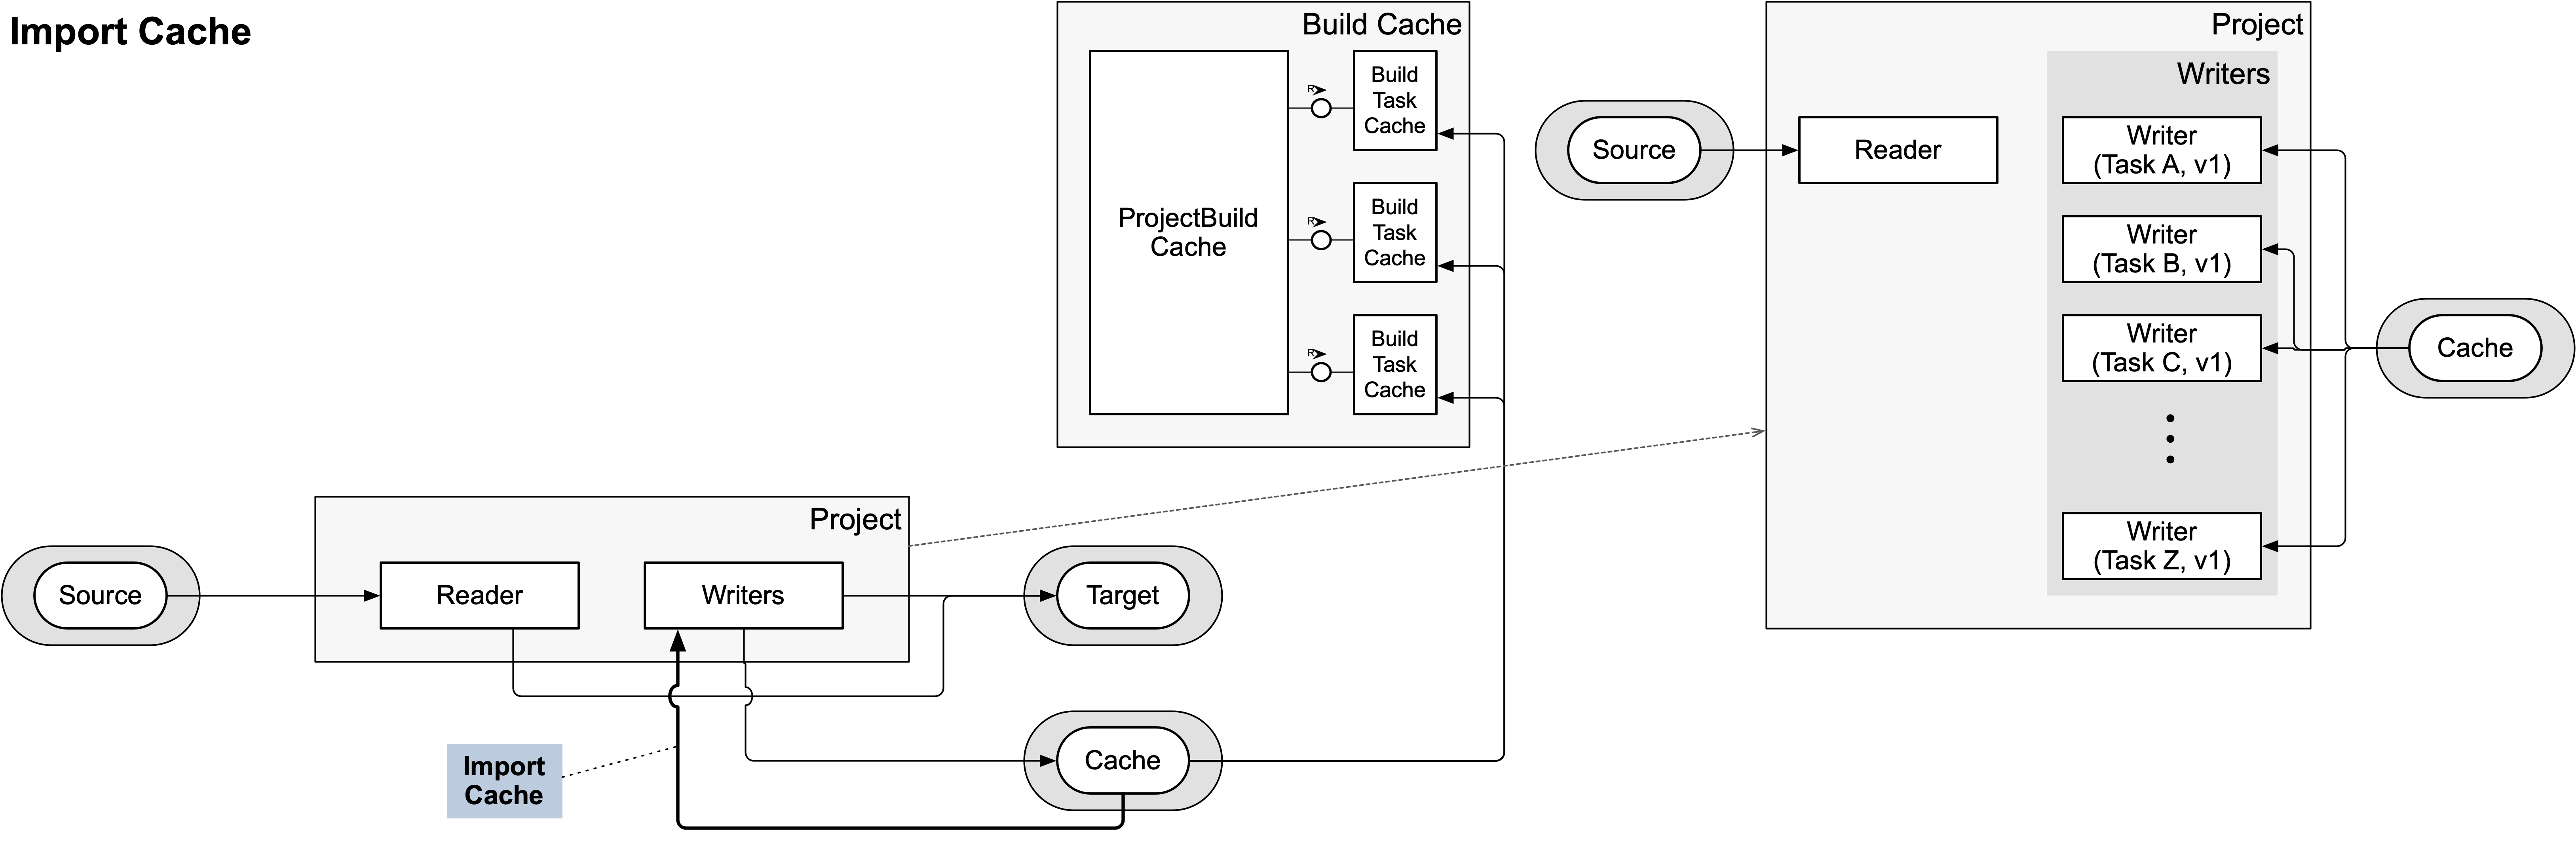 Import Cache
Build Cache
ProjectBuild
Cache
R
Build
Task
Cache
R
Build
Task
Cache
R
Build
Task
Cache
Project
Source
Reader
Writers
Writer
(Task A, v1)
Writer
(Task B, v1)
Writer
(Task C, v1)
Writer
(Task Z, v1)
Cache
Project
Source
Reader
Writers
Target
Import
Cache
Cache